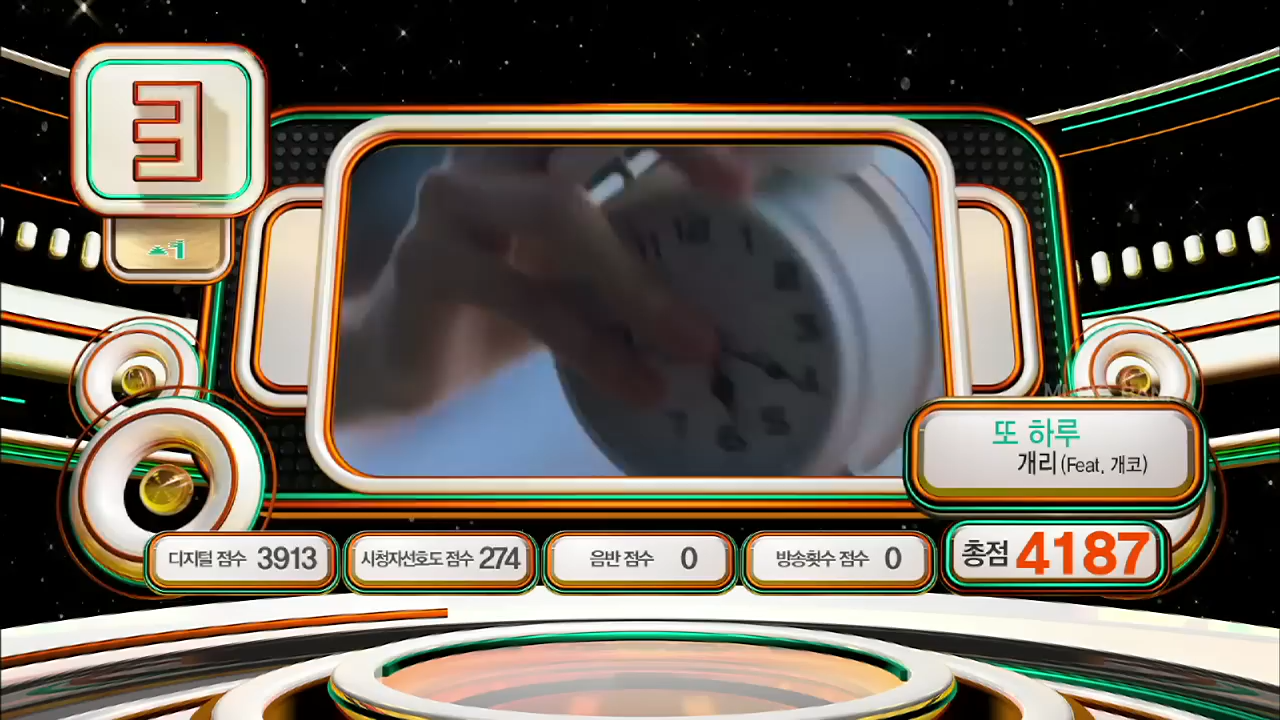 3
또 하루
개리 (Feat. 개코)
디지털 점수 3913
시청자선호도 점수 274
음반 점수 0
방송횟수 점수 0
총점 4187